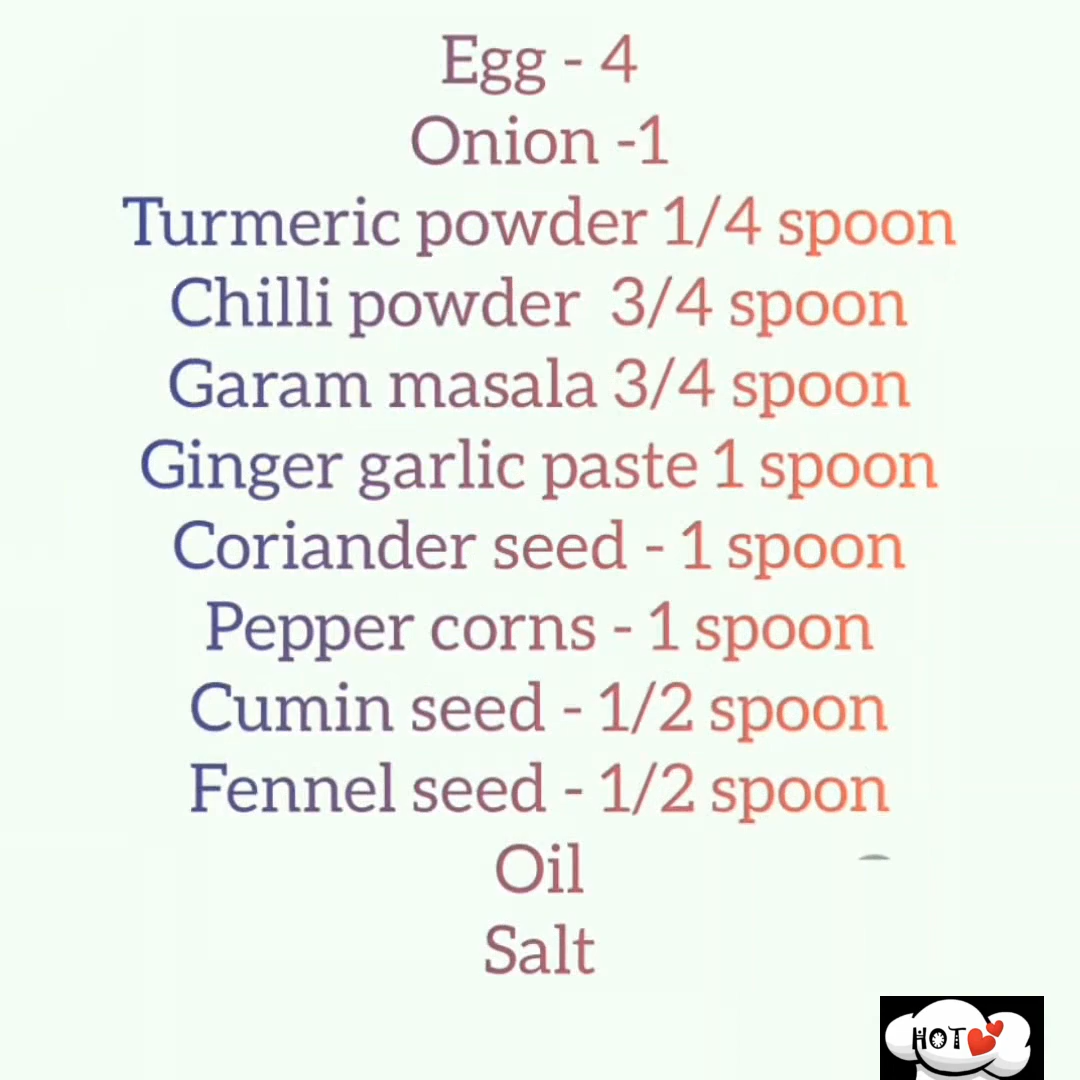 Egg - 4
Onion -1
Turmeric powder 1/4 spoon
Chilli powder 3/4 spoon
Garam masala 3/4 spoon
Ginger garlic paste 1 spoon
Coriander seed - 1 spoon
Pepper corns - 1 spoon
Cumin seed - 1/2 spoon
Fennel seed - 1/2 spoon
Oil
Salt
HOT